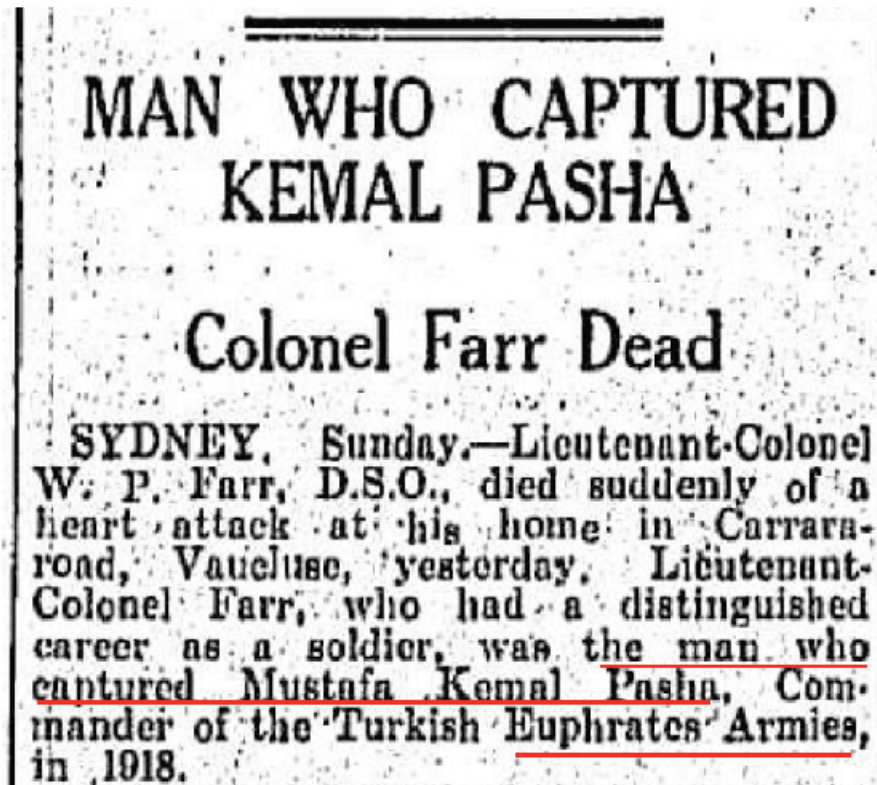 MAN WHO CAPTURED
KEMAL PASHA
Colonel Farr Dead
SYDNEY, Sunday.—Lieutenant-Colonel
W. P. Farr, D.S.O., died suddenly of a
heart attack at his home in Carrara-
road, Vaucluse, yesterday. Lieutenant-
Colonel Farr, who had a distinguished
career as a soldier, was the man who
captured Mustafa Kemal Pasha, Com-
mander of the Turkish Euphrates Armies,
in 1918.